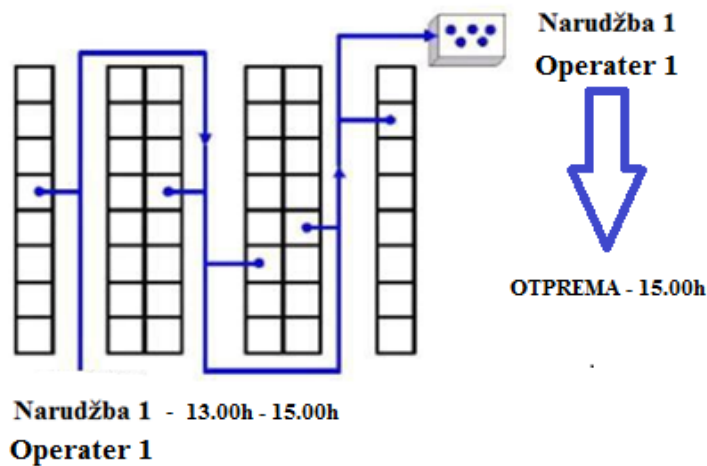 Narudžba 1
Operater 1
OTPREMA - 15.00h
Narudžba 1 - 13.00h - 15.00h
Operater 1